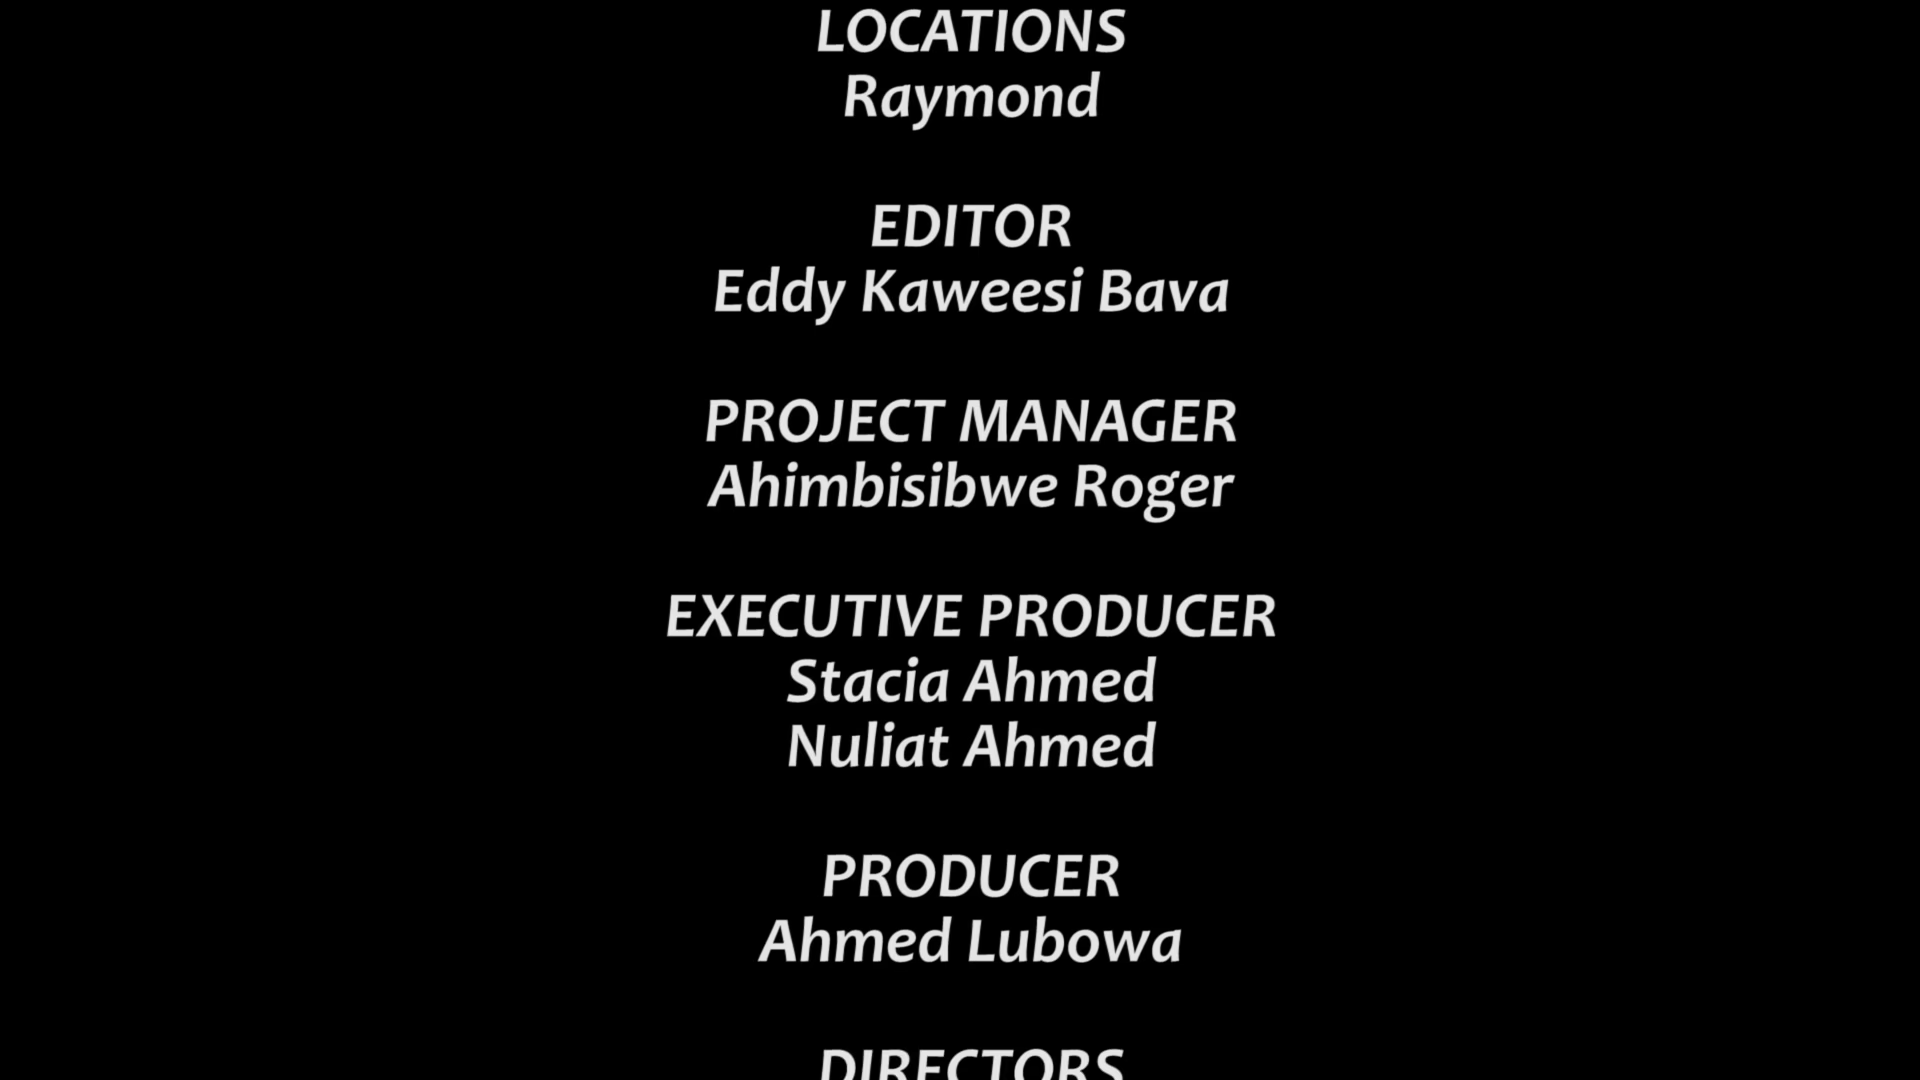 LOCATIONS
Raymond
EDITOR
Eddy Kaweesi Bava
PROJECT MANAGER
Ahimbisibwe Roger
EXECUTIVE PRODUCER
Stacia Ahmed
Nuliat Ahmed
PRODUCER
Ahmed Lubowa
DIRECTORS